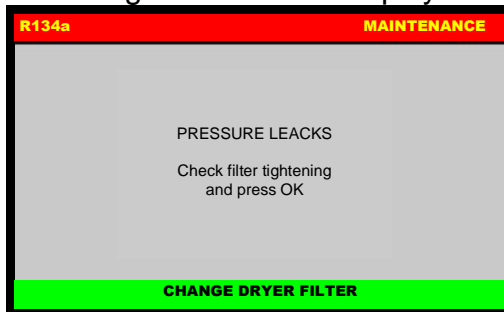 R134a MAINTENANCE
PRESSURE LEACKS
Check filter tightening
and press OK
CHANGE DRYER FILTER